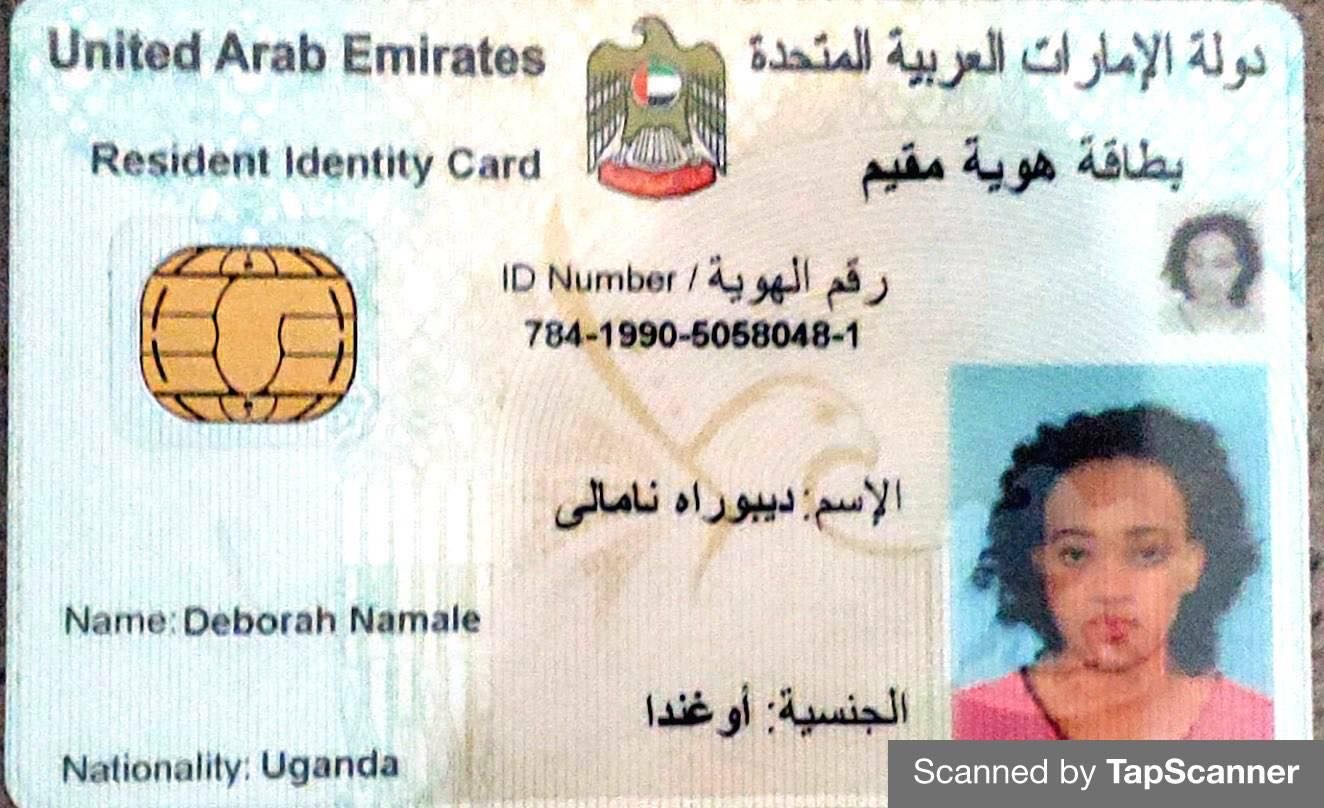 United Arab Emirates
دولة الإمارات العربية المتحدة
Resident Identity Card
بطاقة هوية مقيم
ID Number / رقم الهوية
784-1990-5058048-1
الإسم: ديبوراه نامالى
Name: Deborah Namale
الجنسية: أوغندا
Nationality: Uganda
Scanned by TapScanner